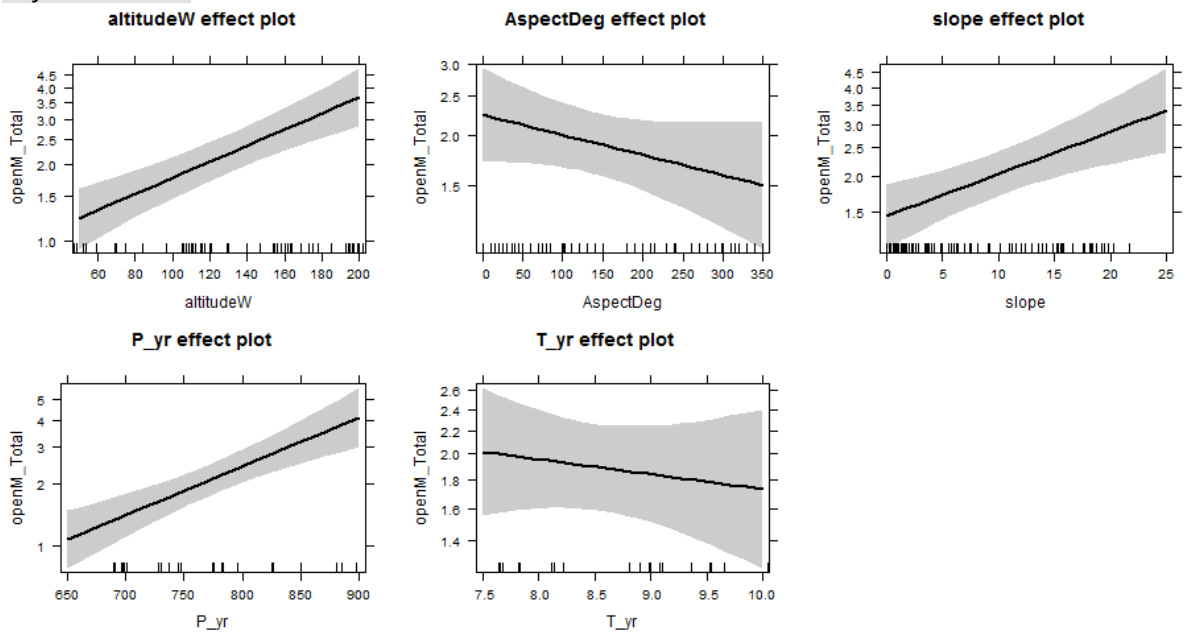 altitudeW effect plot
openM_Total
4.5
4.0
3.5
3.0
2.5
2.0
1.5
1.0
60 80 100 120 140 160 180 200
altitudeW
AspectDeg effect plot
openM_Total
3.0
2.5
2.0
1.5
0 50 100 150 200 250 300 350
AspectDeg
slope effect plot
openM_Total
4.5
4.0
3.5
3.0
2.5
2.0
1.5
0 5 10 15 20 25
slope
P_yr effect plot
openM_Total
5
4
3
2
1
650 700 750 800 850 900
P_yr
T_yr effect plot
openM_Total
2.6
2.4
2.2
2.0
1.8
1.6
1.4
7.5 8.0 8.5 9.0 9.5 10.0
T_yr